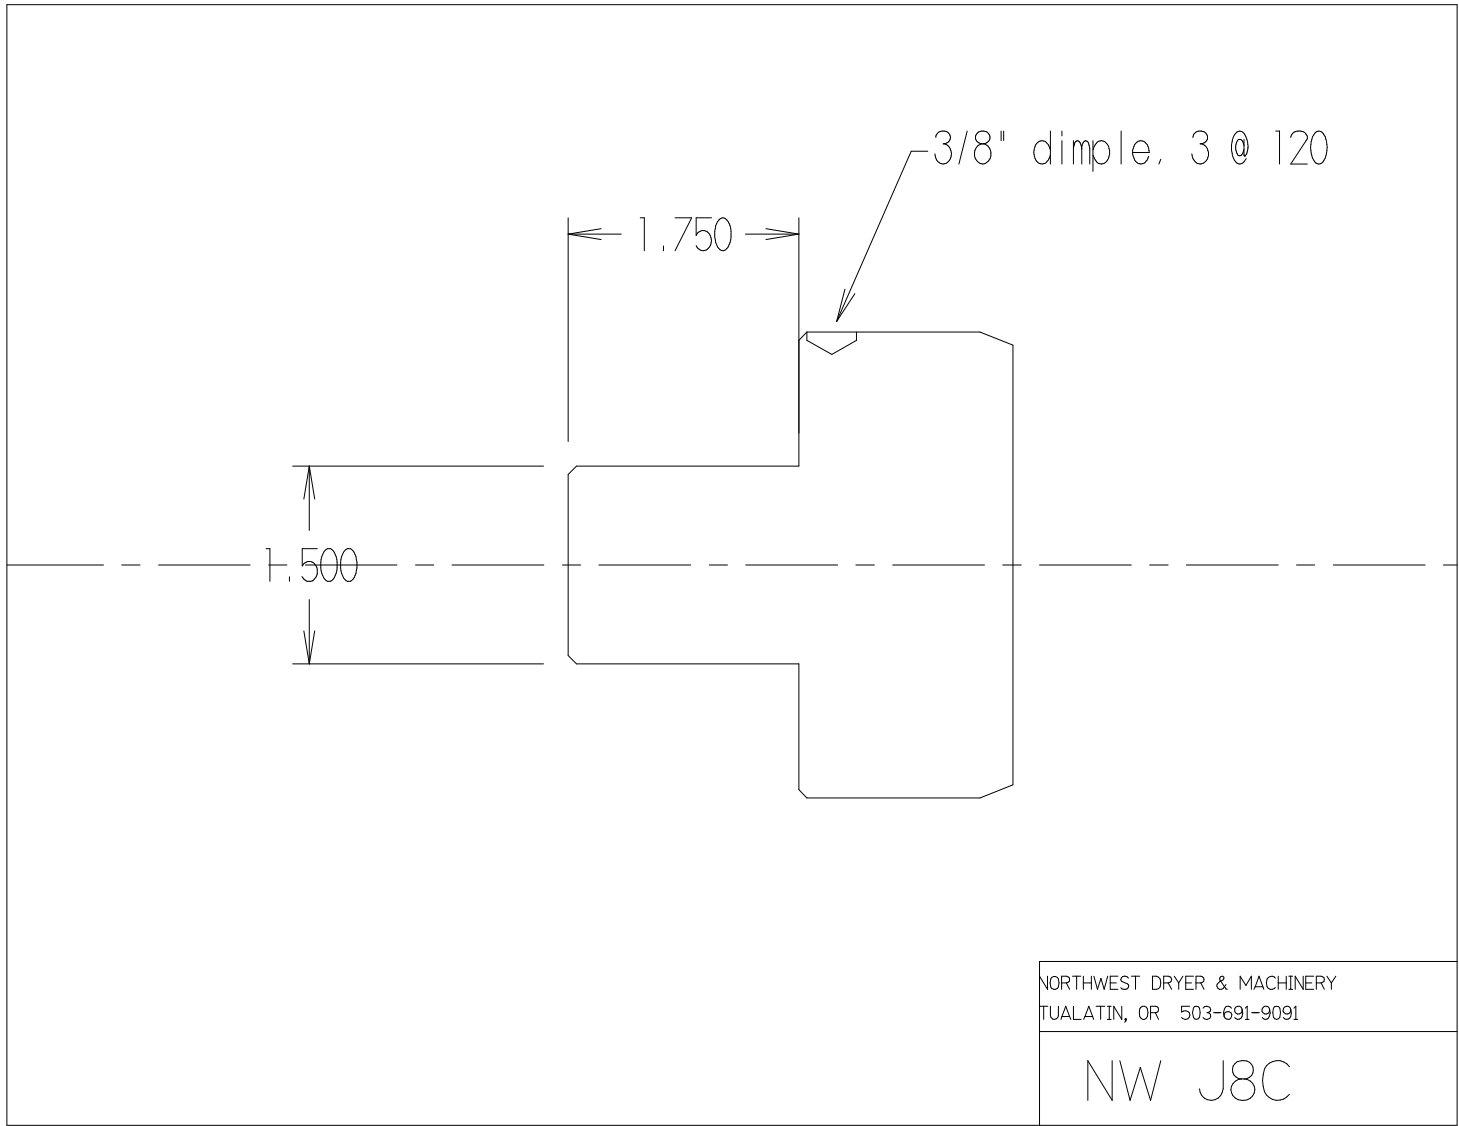 3/8" dimple, 3 @ 120
1.750
1.500
NORTHWEST DRYER & MACHINERY
TUALATIN, OR 503-691-9091
NW J8C